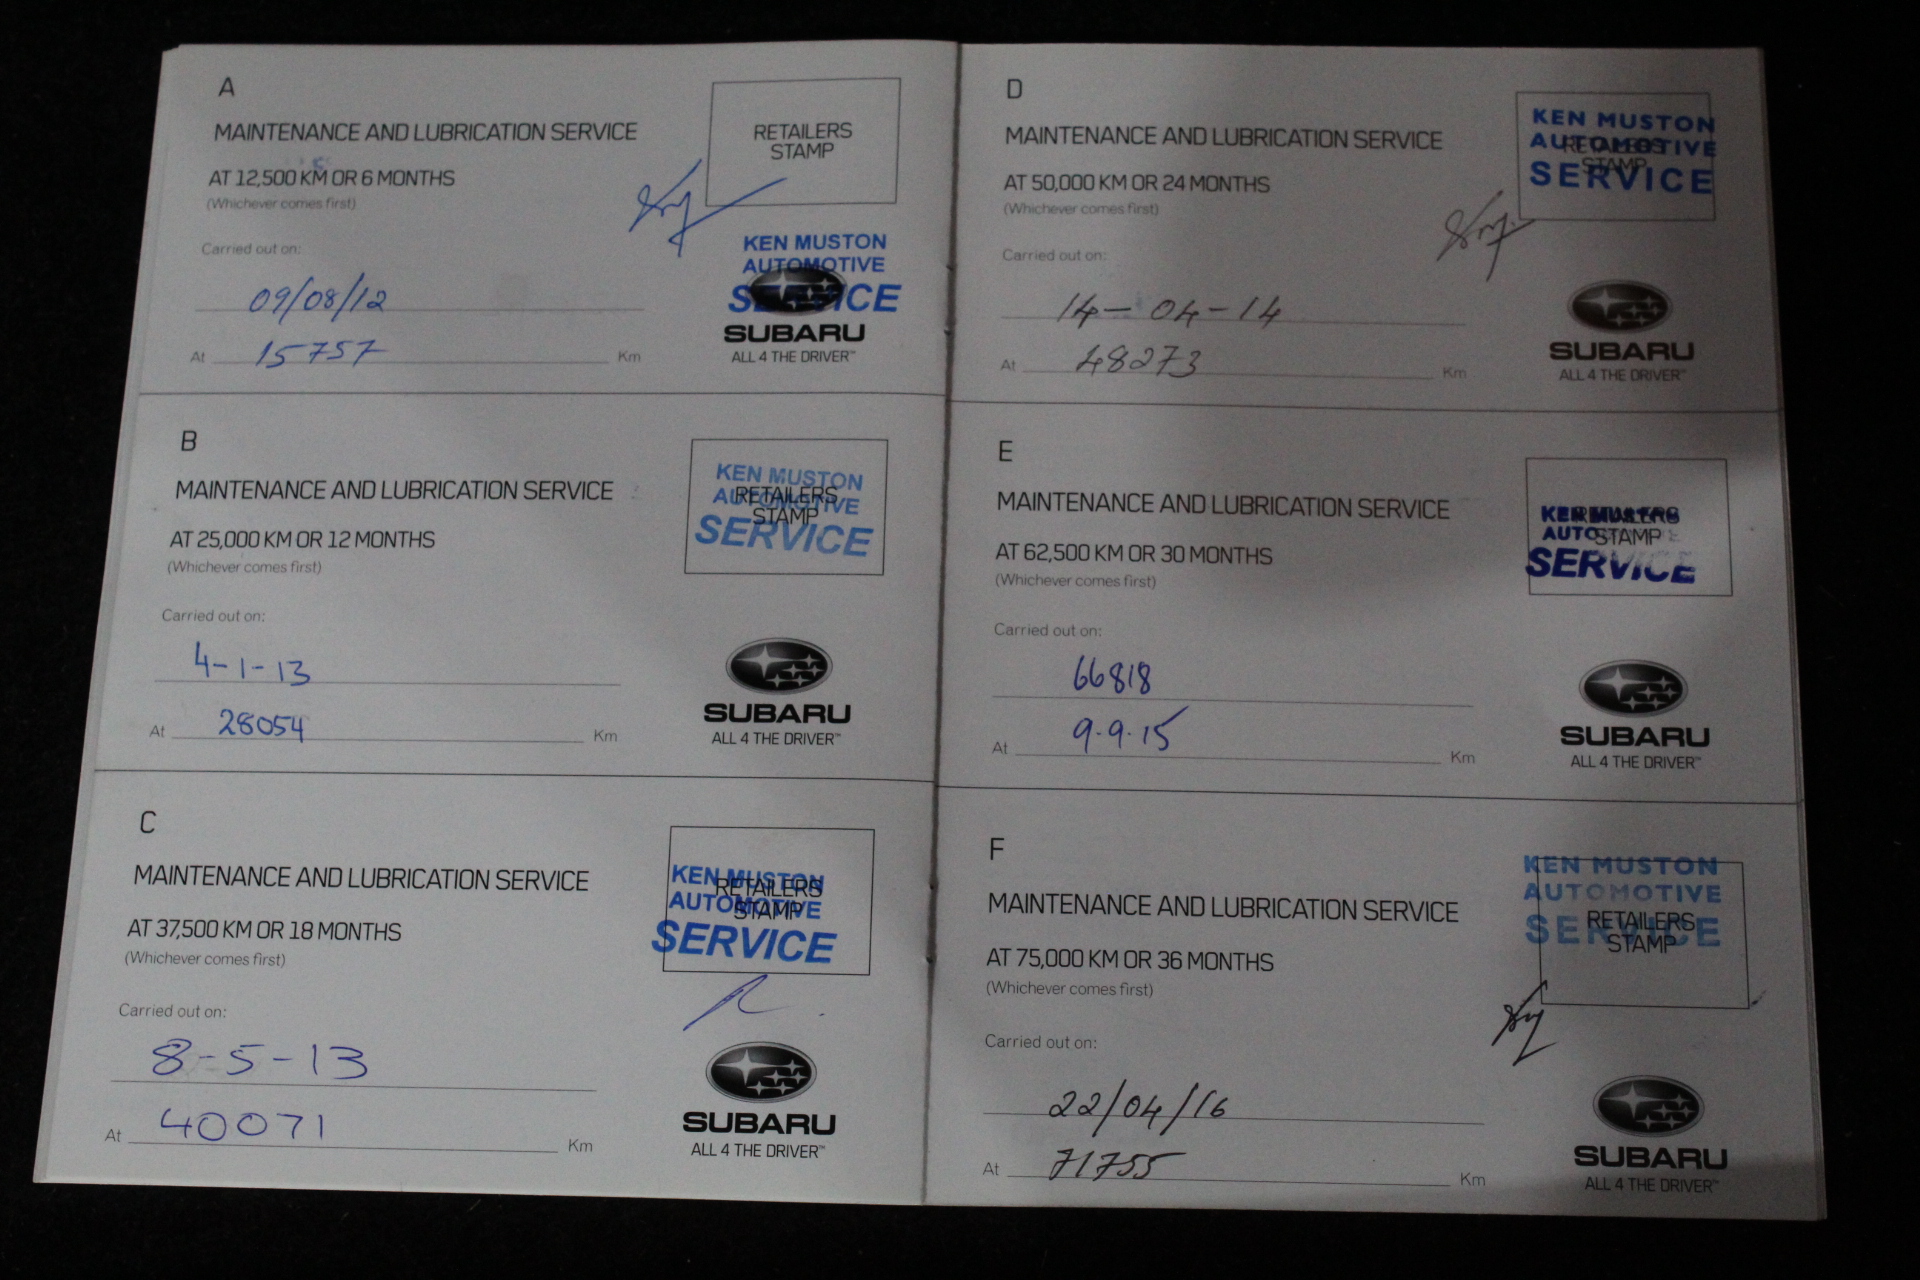 A
MAINTENANCE AND LUBRICATION SERVICE
AT 12,500 KM OR 6 MONTHS
(Whichever comes first)
RETAILERS
STAMP
Carried out on:
09/08/12
At 15757 Km
KEN MUSTON
AUTOMOTIVE
SERVICE
SUBARU
ALL 4 THE DRIVER™
B
MAINTENANCE AND LUBRICATION SERVICE
AT 25,000 KM OR 12 MONTHS
(Whichever comes first)
RETAILERS
STAMP
KEN MUSTON
AUTOMOTIVE
SERVICE
Carried out on:
4-1-13
At 28054 Km
SUBARU
ALL 4 THE DRIVER™
C
MAINTENANCE AND LUBRICATION SERVICE
AT 37,500 KM OR 18 MONTHS
(Whichever comes first)
RETAILERS
STAMP
KEN MUSTON
AUTOMOTIVE
SERVICE
Carried out on:
8-5-13
At 40071 Km
SUBARU
ALL 4 THE DRIVER™
D
MAINTENANCE AND LUBRICATION SERVICE
AT 50,000 KM OR 24 MONTHS
(Whichever comes first)
RETAILERS
STAMP
KEN MUSTON
AUTOMOTIVE
SERVICE
Carried out on:
14-04-14
At 48273 Km
SUBARU
ALL 4 THE DRIVER™
E
MAINTENANCE AND LUBRICATION SERVICE
AT 62,500 KM OR 30 MONTHS
(Whichever comes first)
RETAILERS
STAMP
KEN MUSTON
AUTOMOTIVE
SERVICE
Carried out on:
66818
At 9.9.15 Km
SUBARU
ALL 4 THE DRIVER™
F
MAINTENANCE AND LUBRICATION SERVICE
AT 75,000 KM OR 36 MONTHS
(Whichever comes first)
RETAILERS
STAMP
KEN MUSTON
AUTOMOTIVE
SERVICE
Carried out on:
22/04/16
At 71755 Km
SUBARU
ALL 4 THE DRIVER™